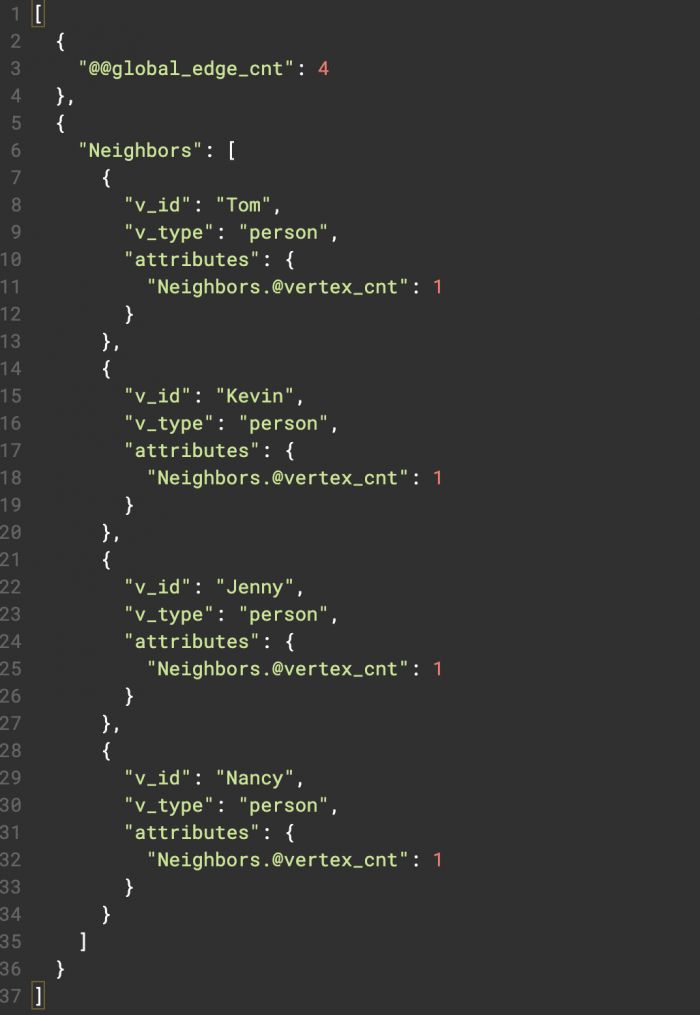 1 [
2   {
3     "@@global_edge_cnt": 4
4   },
5   {
6     "Neighbors": [
7       {
8         "v_id": "Tom",
9         "v_type": "person",
10         "attributes": {
11           "Neighbors.@vertex_cnt": 1
12         }
13       },
14       {
15         "v_id": "Kevin",
16         "v_type": "person",
17         "attributes": {
18           "Neighbors.@vertex_cnt": 1
19         }
20       },
21       {
22         "v_id": "Jenny",
23         "v_type": "person",
24         "attributes": {
25           "Neighbors.@vertex_cnt": 1
26         }
27       },
28       {
29         "v_id": "Nancy",
30         "v_type": "person",
31         "attributes": {
32           "Neighbors.@vertex_cnt": 1
33         }
34       }
35     ]
36   }
37 ]